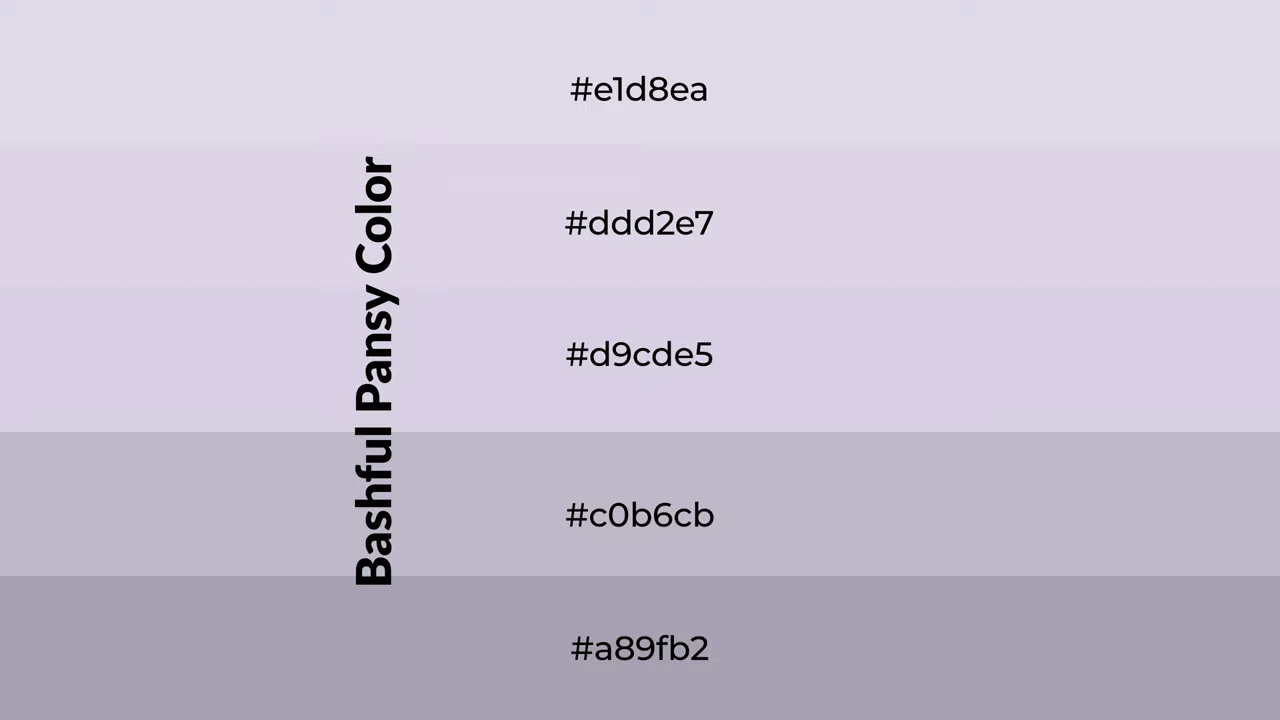 Bashful Pansy Color
#e1d8ea
#ddd2e7
#d9cde5
#c0b6cb
#a89fb2